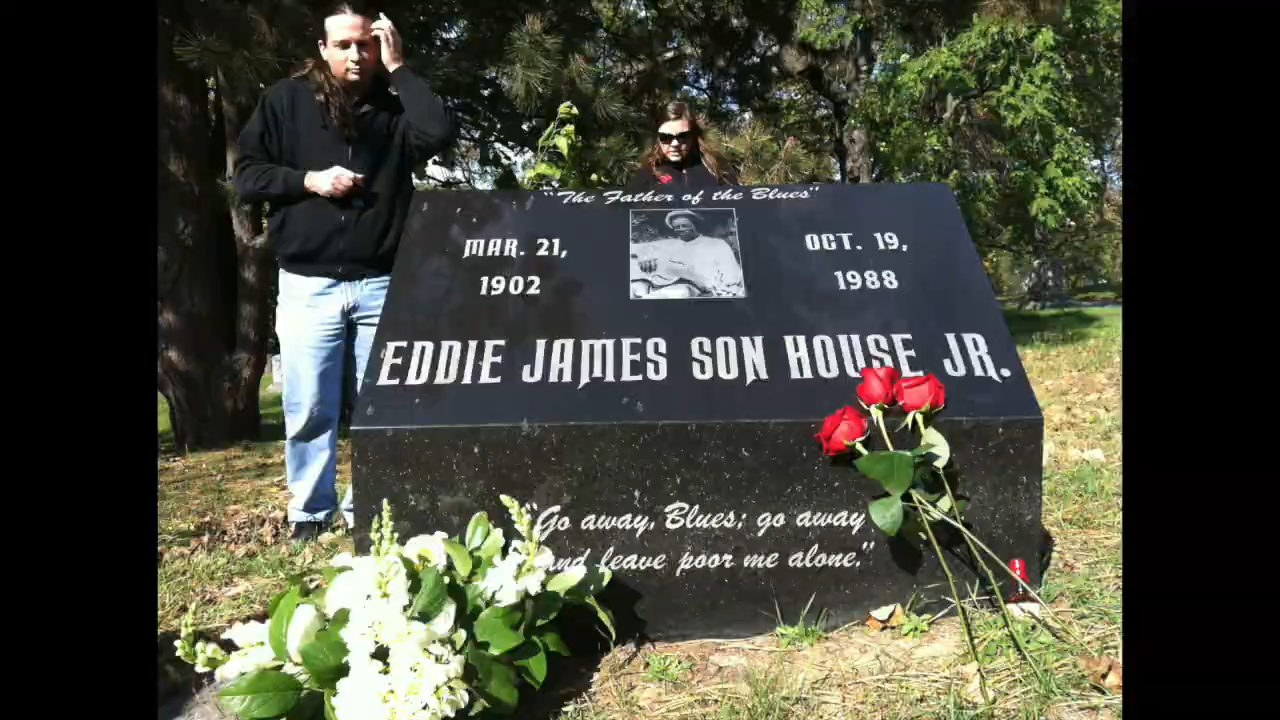 "The Father of the Blues"
MAR. 21,
1902
OCT. 19,
1988
EDDIE JAMES SON HOUSE JR.
"Go away, Blues; go away
and leave poor me alone."